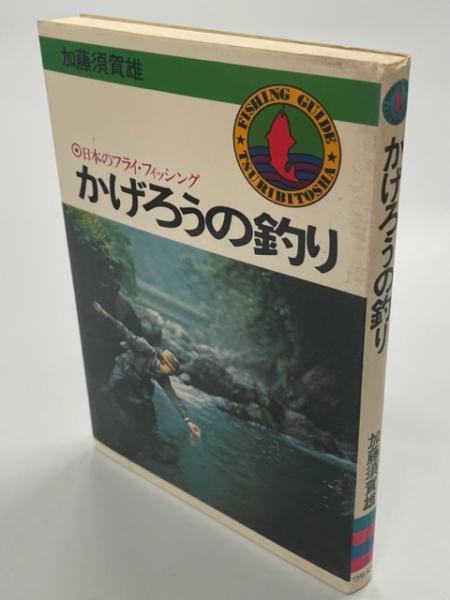 加藤須賀雄
★ FISHING GUIDE ★
TSURIBITOSHA
日本のフライ・フィッシング
かげろうの釣り
かげろうの釣り
加藤須賀雄